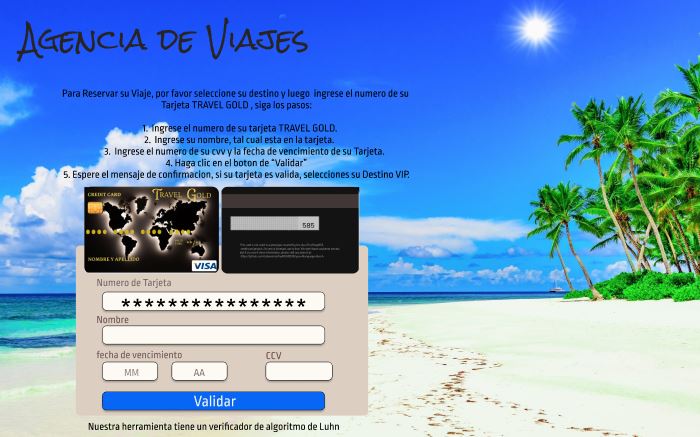 Agencia de Viajes
Para Reservar su Viaje, por favor seleccione su destino y luego ingrese el numero de su
Tarjeta TRAVEL GOLD , siga los pasos:
1. Ingrese el numero de su tarjeta TRAVEL GOLD.
2. Ingrese su nombre, tal cual esta en la tarjeta.
3. Ingrese el numero de su cvv y la fecha de vencimiento de su Tarjeta.
4. Haga clic en el boton de “Validar”
5. Espere el mensaje de confirmacion, si su tarjeta es valida, selecciones su Destino VIP.
CREDIT CARD
TRAVEL GOLD
NOMBRE Y APELLIDO
VISA
585
Numero de Tarjeta
****************
Nombre
fecha de vencimiento
CCV
MM
AA
Validar
Nuestra herramienta tiene un verificador de algoritmo de Luhn